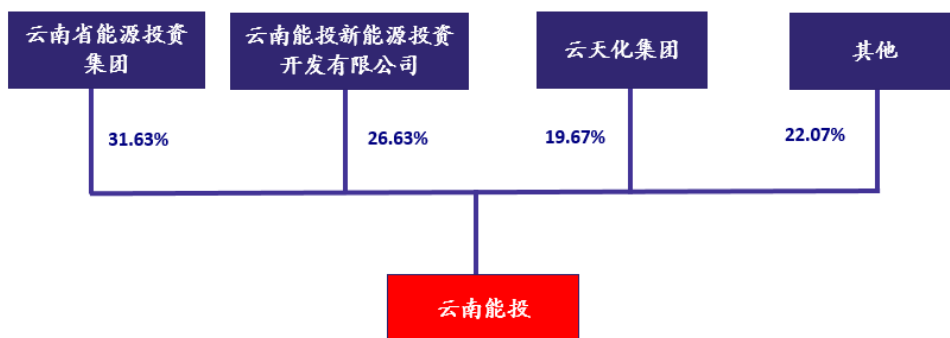 云南省能源投资
集团
云南能投新能源投资
开发有限公司
云天化集团
其他
31.63%
26.63%
19.67%
22.07%
云南能投